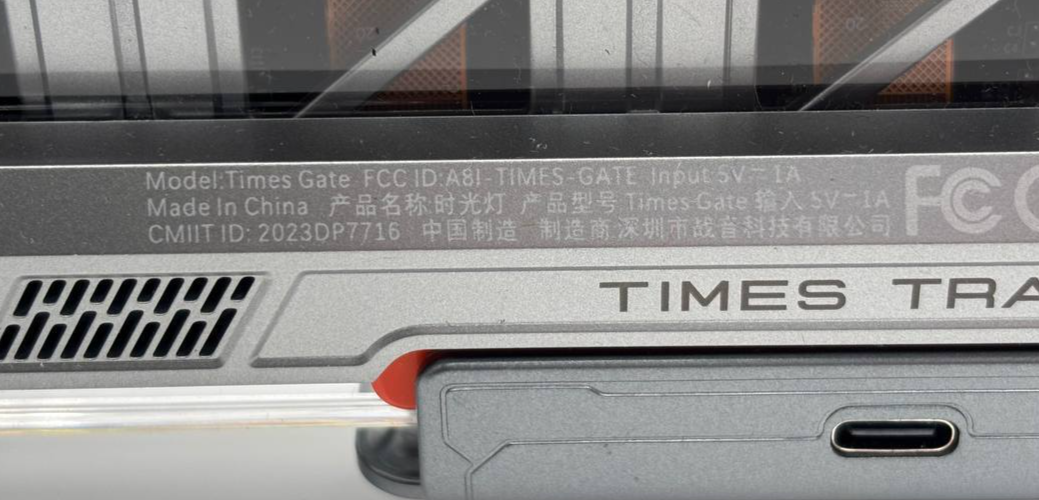 Model:Times Gate FCC ID:A8I-TIMES-GATE Input 5V⎓1A
Made In China 产品名称:时光灯 产品型号 Times Gate 输入 5V⎓1A
CMIIT ID: 2023DP7716 中国制造 制造商:深圳市战音科技有限公司
FC
TIMES TRA